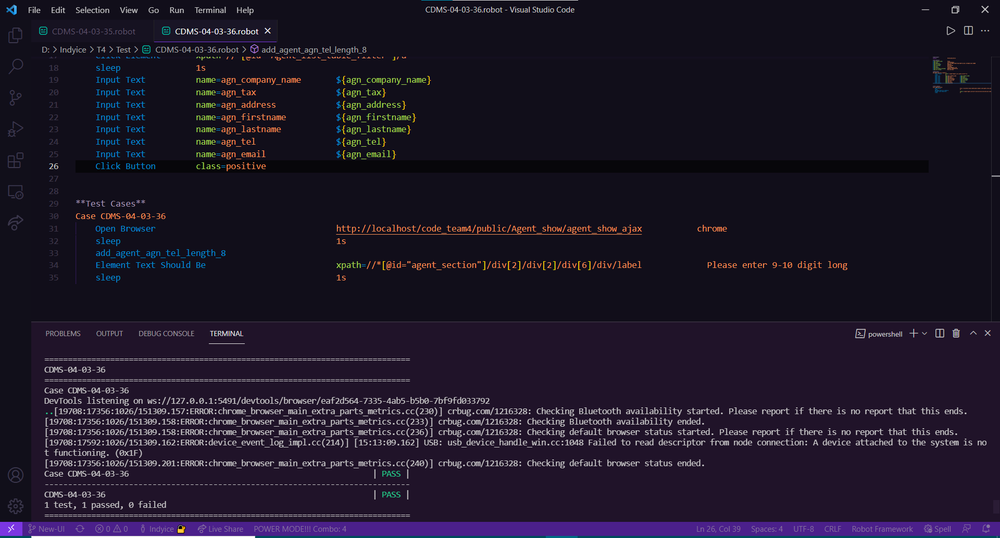 File Edit Selection View Go Run Terminal Help CDMS-04-03-36.robot - Visual Studio Code
CDMS-04-03-35.robot CDMS-04-03-36.robot
D: > Indyice > T4 > Test > CDMS-04-03-36.robot > add_agent_agn_tel_length_8
18 sleep 1s
19 Input Text name=agn_company_name ${agn_company_name}
20 Input Text name=agn_tax ${agn_tax}
21 Input Text name=agn_address ${agn_address}
22 Input Text name=agn_firstname ${agn_firstname}
23 Input Text name=agn_lastname ${agn_lastname}
24 Input Text name=agn_tel ${agn_tel}
25 Input Text name=agn_email ${agn_email}
26 Click Button class=positive
27
28
29 **Test Cases**
30 Case CDMS-04-03-36
31 Open Browser http://localhost/code_team4/public/Agent_show/agent_show_ajax chrome
32 sleep 1s
33 add_agent_agn_tel_length_8
34 Element Text Should Be xpath=//*[@id="agent_section"]/div[2]/div[2]/div[6]/div/label Please enter 9-10 digit long
35 sleep 1s
PROBLEMS OUTPUT DEBUG CONSOLE TERMINAL powershell
==============================================================================
CDMS-04-03-36
==============================================================================
Case CDMS-04-03-36
DevTools listening on ws://127.0.0.1:5491/devtools/browser/eaf2d564-7335-4ab5-b5b0-7bf9fd033792
..[19708:17356:1026/151309.157:ERROR:chrome_browser_main_extra_parts_metrics.cc(230)] crbug.com/1216328: Checking Bluetooth availability started. Please report if there is no report that this ends.
[19708:17356:1026/151309.158:ERROR:chrome_browser_main_extra_parts_metrics.cc(233)] crbug.com/1216328: Checking Bluetooth availability ended.
[19708:17356:1026/151309.158:ERROR:chrome_browser_main_extra_parts_metrics.cc(236)] crbug.com/1216328: Checking default browser status started. Please report if there is no report that this ends.
[19708:17592:1026/151309.162:ERROR:device_event_log_impl.cc(214)] [15:13:09.162] USB: usb_device_handle_win.cc:1048 Failed to read descriptor from node connection: A device attached to the system is no
t functioning. (0x1F)
[19708:17356:1026/151309.201:ERROR:chrome_browser_main_extra_parts_metrics.cc(240)] crbug.com/1216328: Checking default browser status ended.
Case CDMS-04-03-36 | PASS |
------------------------------------------------------------------------------
CDMS-04-03-36 | PASS |
1 test, 1 passed, 0 failed
==============================================================================
New-UI 0 0 Indyice Live Share POWER MODE!!! Combo: 4 Ln 26, Col 39 Spaces: 4 UTF-8 CRLF Robot Framework Spell